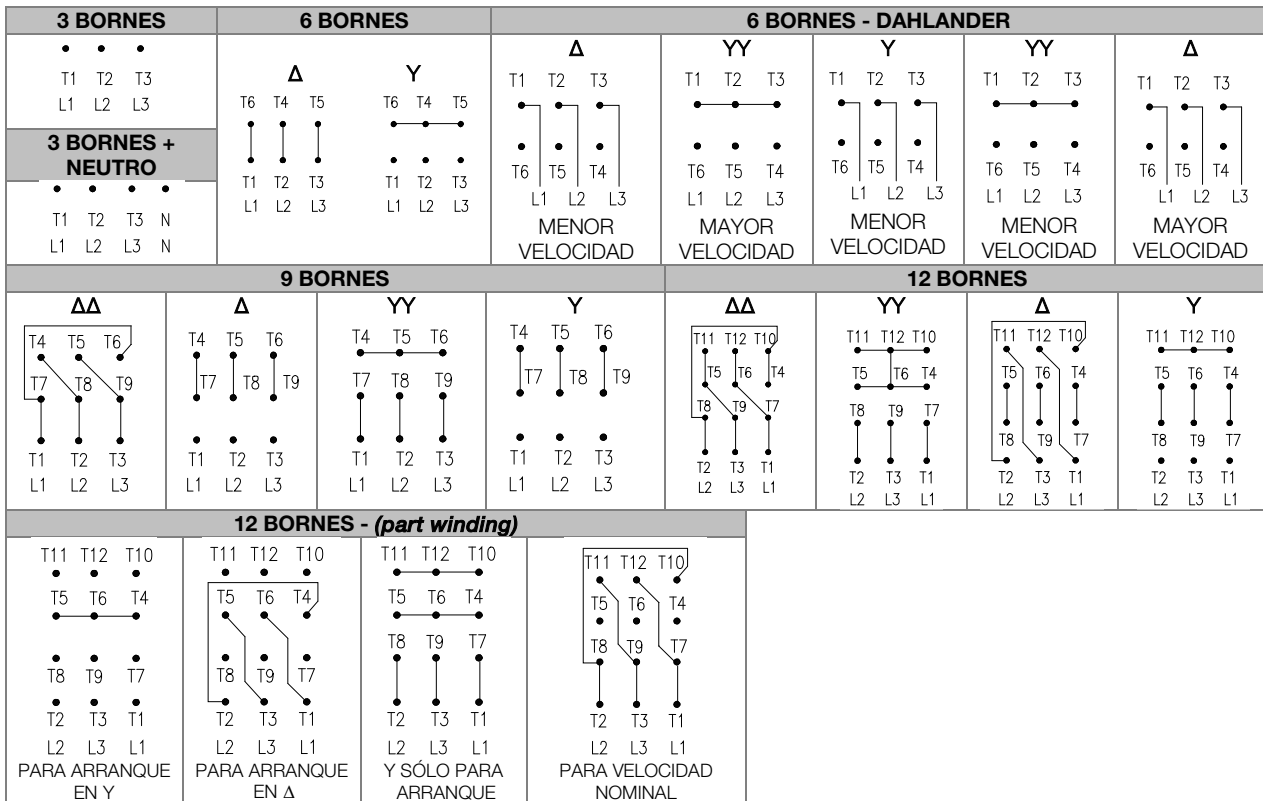 3 BORNES
T1 T2 T3
L1 L2 L3
3 BORNES +
NEUTRO
T1 T2 T3 N
L1 L2 L3 N
6 BORNES
Δ
T6 T4 T5
T1 T2 T3
L1 L2 L3
Y
T6 T4 T5
T1 T2 T3
L1 L2 L3
6 BORNES - DAHLANDER
Δ
T1 T2 T3
T6 T5 T4
L1 L2 L3
MENOR
VELOCIDAD
YY
T1 T2 T3
T6 T5 T4
L1 L2 L3
MAYOR
VELOCIDAD
Y
T1 T2 T3
T6 T5 T4
L1 L2 L3
MENOR
VELOCIDAD
YY
T1 T2 T3
T6 T5 T4
L1 L2 L3
MENOR
VELOCIDAD
Δ
T1 T2 T3
T6 T5 T4
L1 L2 L3
MAYOR
VELOCIDAD
9 BORNES
ΔΔ
T4 T5 T6
T7 T8 T9
T1 T2 T3
L1 L2 L3
Δ
T4 T5 T6
T7 T8 T9
T1 T2 T3
L1 L2 L3
YY
T4 T5 T6
T7 T8 T9
T1 T2 T3
L1 L2 L3
Y
T4 T5 T6
T7 T8 T9
T1 T2 T3
L1 L2 L3
12 BORNES
ΔΔ
T11 T12 T10
T5 T6 T4
T8 T9 T7
T2 T3 T1
L2 L3 L1
YY
T11 T12 T10
T5 T6 T4
T8 T9 T7
T2 T3 T1
L2 L3 L1
Δ
T11 T12 T10
T5 T6 T4
T8 T9 T7
T2 T3 T1
L2 L3 L1
Y
T11 T12 T10
T5 T6 T4
T8 T9 T7
T2 T3 T1
L2 L3 L1
12 BORNES - (part winding)
T11 T12 T10
T5 T6 T4
T8 T9 T7
T2 T3 T1
L2 L3 L1
PARA ARRANQUE
EN Y
T11 T12 T10
T5 T6 T4
T8 T9 T7
T2 T3 T1
L2 L3 L1
PARA ARRANQUE
EN Δ
T11 T12 T10
T5 T6 T4
T8 T9 T7
T2 T3 T1
L2 L3 L1
Y SÓLO PARA
ARRANQUE
T11 T12 T10
T5 T6 T4
T8 T9 T7
T2 T3 T1
L2 L3 L1
PARA VELOCIDAD
NOMINAL